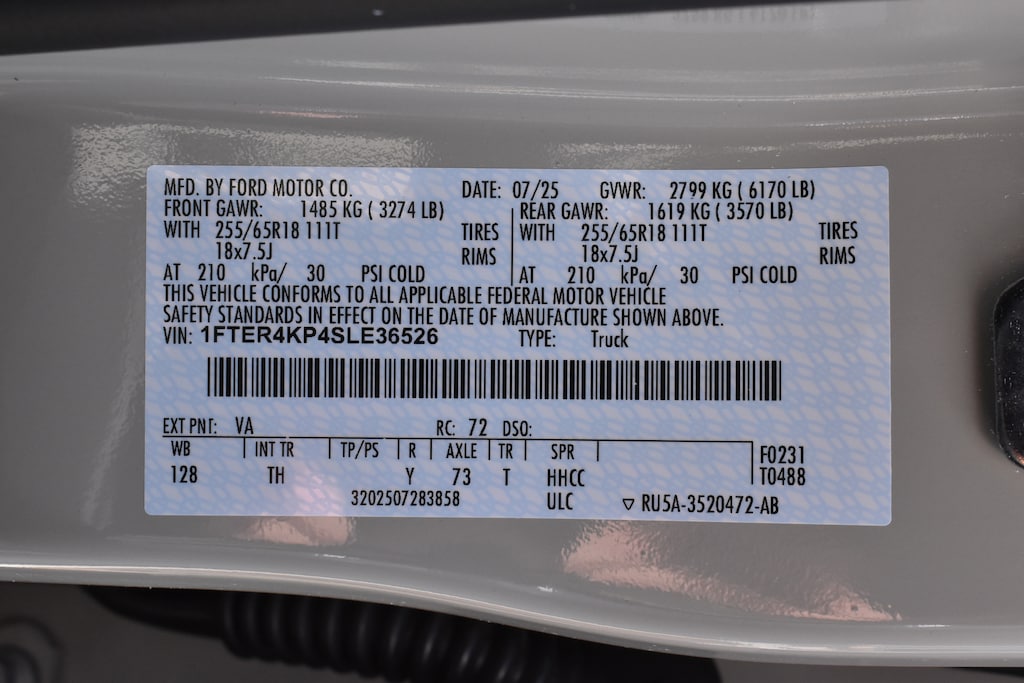 MFD. BY FORD MOTOR CO. DATE: 07/25 GVWR: 2799 KG ( 6170 LB)
FRONT GAWR: 1485 KG ( 3274 LB) REAR GAWR: 1619 KG ( 3570 LB)
WITH 255/65R18 111T TIRES WITH 255/65R18 111T TIRES
18x7.5J RIMS 18x7.5J RIMS
AT 210 kPa/ 30 PSI COLD AT 210 kPa/ 30 PSI COLD
THIS VEHICLE CONFORMS TO ALL APPLICABLE FEDERAL MOTOR VEHICLE
SAFETY STANDARDS IN EFFECT ON THE DATE OF MANUFACTURE SHOWN ABOVE.
VIN: 1FTER4KP4SLE36526 TYPE: Truck
EXT PNT: VA RC: 72 DSO:
WB INT TR TP/PS R AXLE TR SPR F0231
128 TH Y 73 T HHCC T0488
3202507283858 ULC ▽ RU5A-3520472-AB